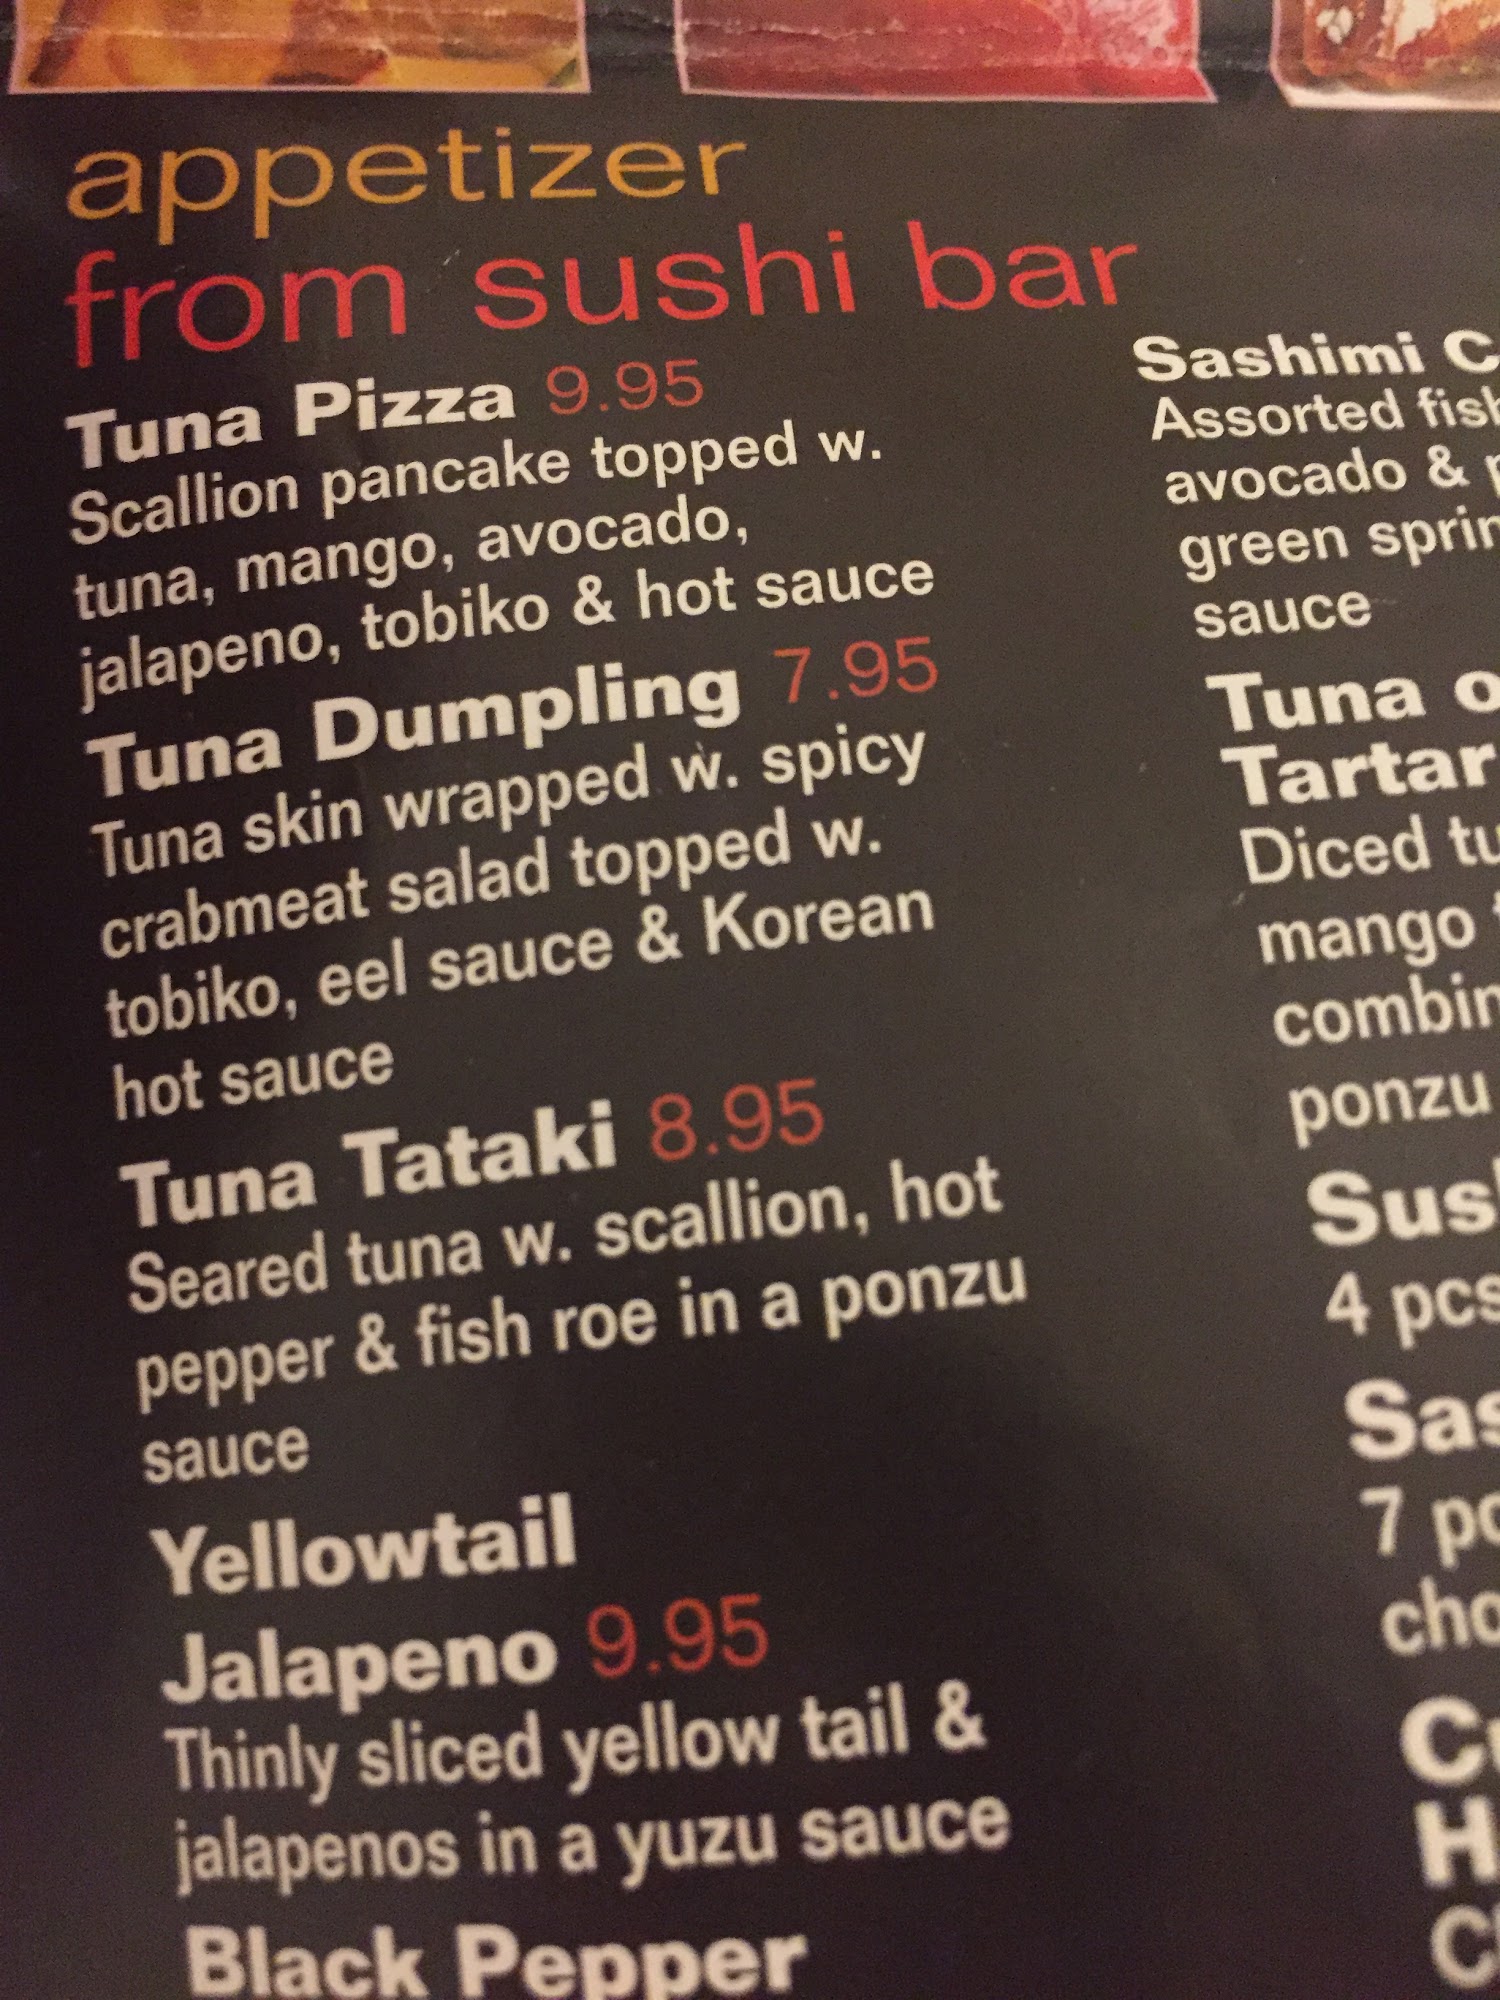 appetizer
from sushi bar
Tuna Pizza 9.95
Scallion pancake topped w.
tuna, mango, avocado,
jalapeno, tobiko & hot sauce
Tuna Dumpling 7.95
Tuna skin wrapped w. spicy
crabmeat salad topped w.
tobiko, eel sauce & Korean
hot sauce
Tuna Tataki 8.95
Seared tuna w. scallion, hot
pepper & fish roe in a ponzu
sauce
Yellowtail
Jalapeno 9.95
Thinly sliced yellow tail &
jalapenos in a yuzu sauce
Black Pepper
Sashimi
Assorted
avocado &
green
sauce
Tuna
Tartar
Diced
mango
ponzu
4 pcs
7